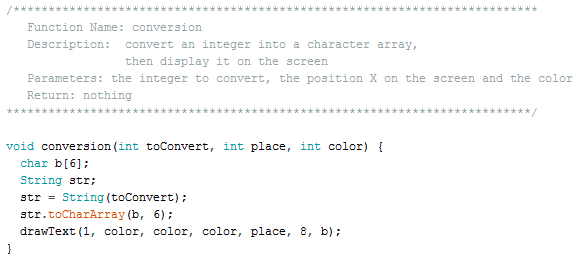 /***************************************************************************
Function Name: conversion
Description:  convert an integer into a character array,
then display it on the screen
Parameters: the integer to convert, the position X on the screen and the color
Return: nothing
***************************************************************************/
void conversion(int toConvert, int place, int color) {
char b[6];
String str;
str = String(toConvert);
str.toCharArray(b, 6);
drawText(1, color, color, color, place, 8, b);
}